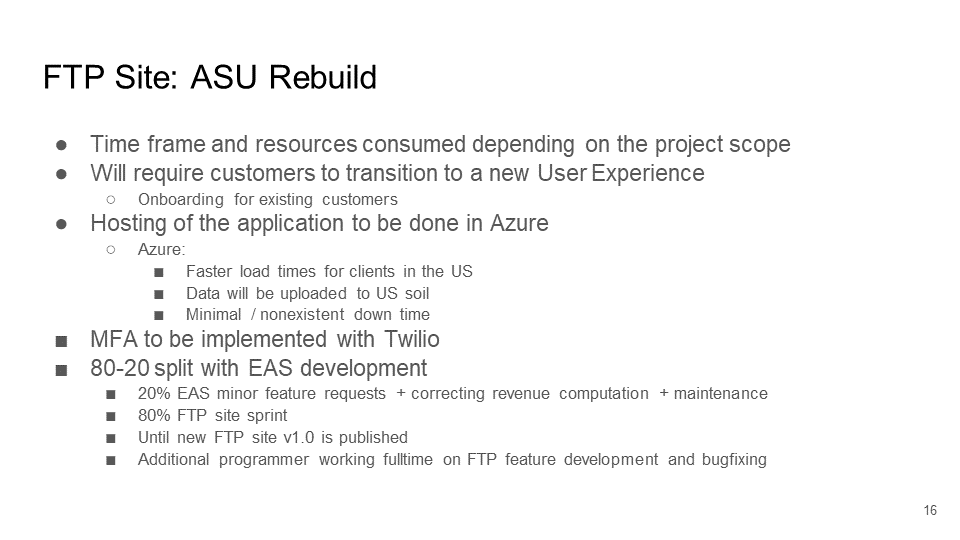 FTP Site: ASU Rebuild
● Time frame and resources consumed depending on the project scope
● Will require customers to transition to a new User Experience
○ Onboarding for existing customers
● Hosting of the application to be done in Azure
○ Azure:
■ Faster load times for clients in the US
■ Data will be uploaded to US soil
■ Minimal / nonexistent down time
■ MFA to be implemented with Twilio
■ 80-20 split with EAS development
■ 20% EAS minor feature requests + correcting revenue computation + maintenance
■ 80% FTP site sprint
■ Until new FTP site v1.0 is published
■ Additional programmer working fulltime on FTP feature development and bugfixing
16